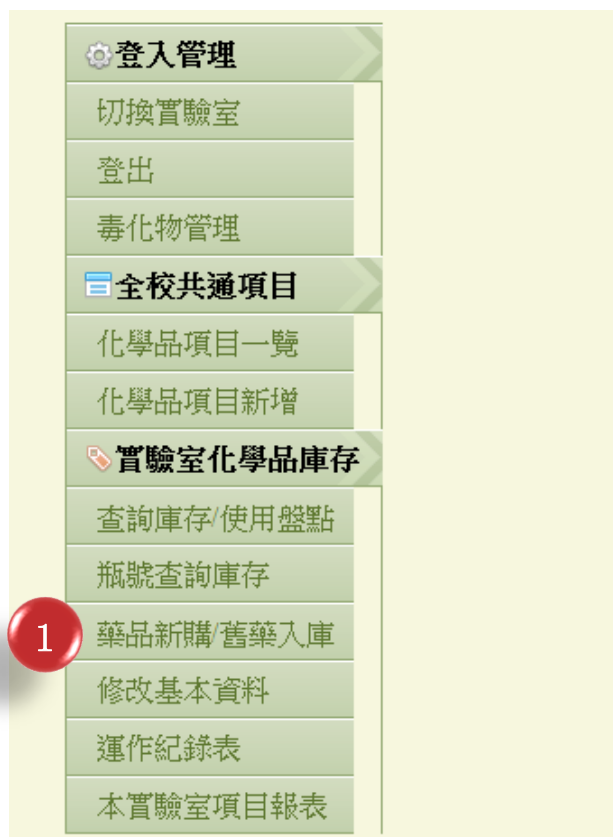 登入管理
切換實驗室
登出
毒化物管理
全校共通項目
化學品項目一覽
化學品項目新增
實驗室化學品庫存
查詢庫存/使用盤點
瓶號查詢庫存
1 藥品新購/舊藥入庫
修改基本資料
運作紀錄表
本實驗室項目報表